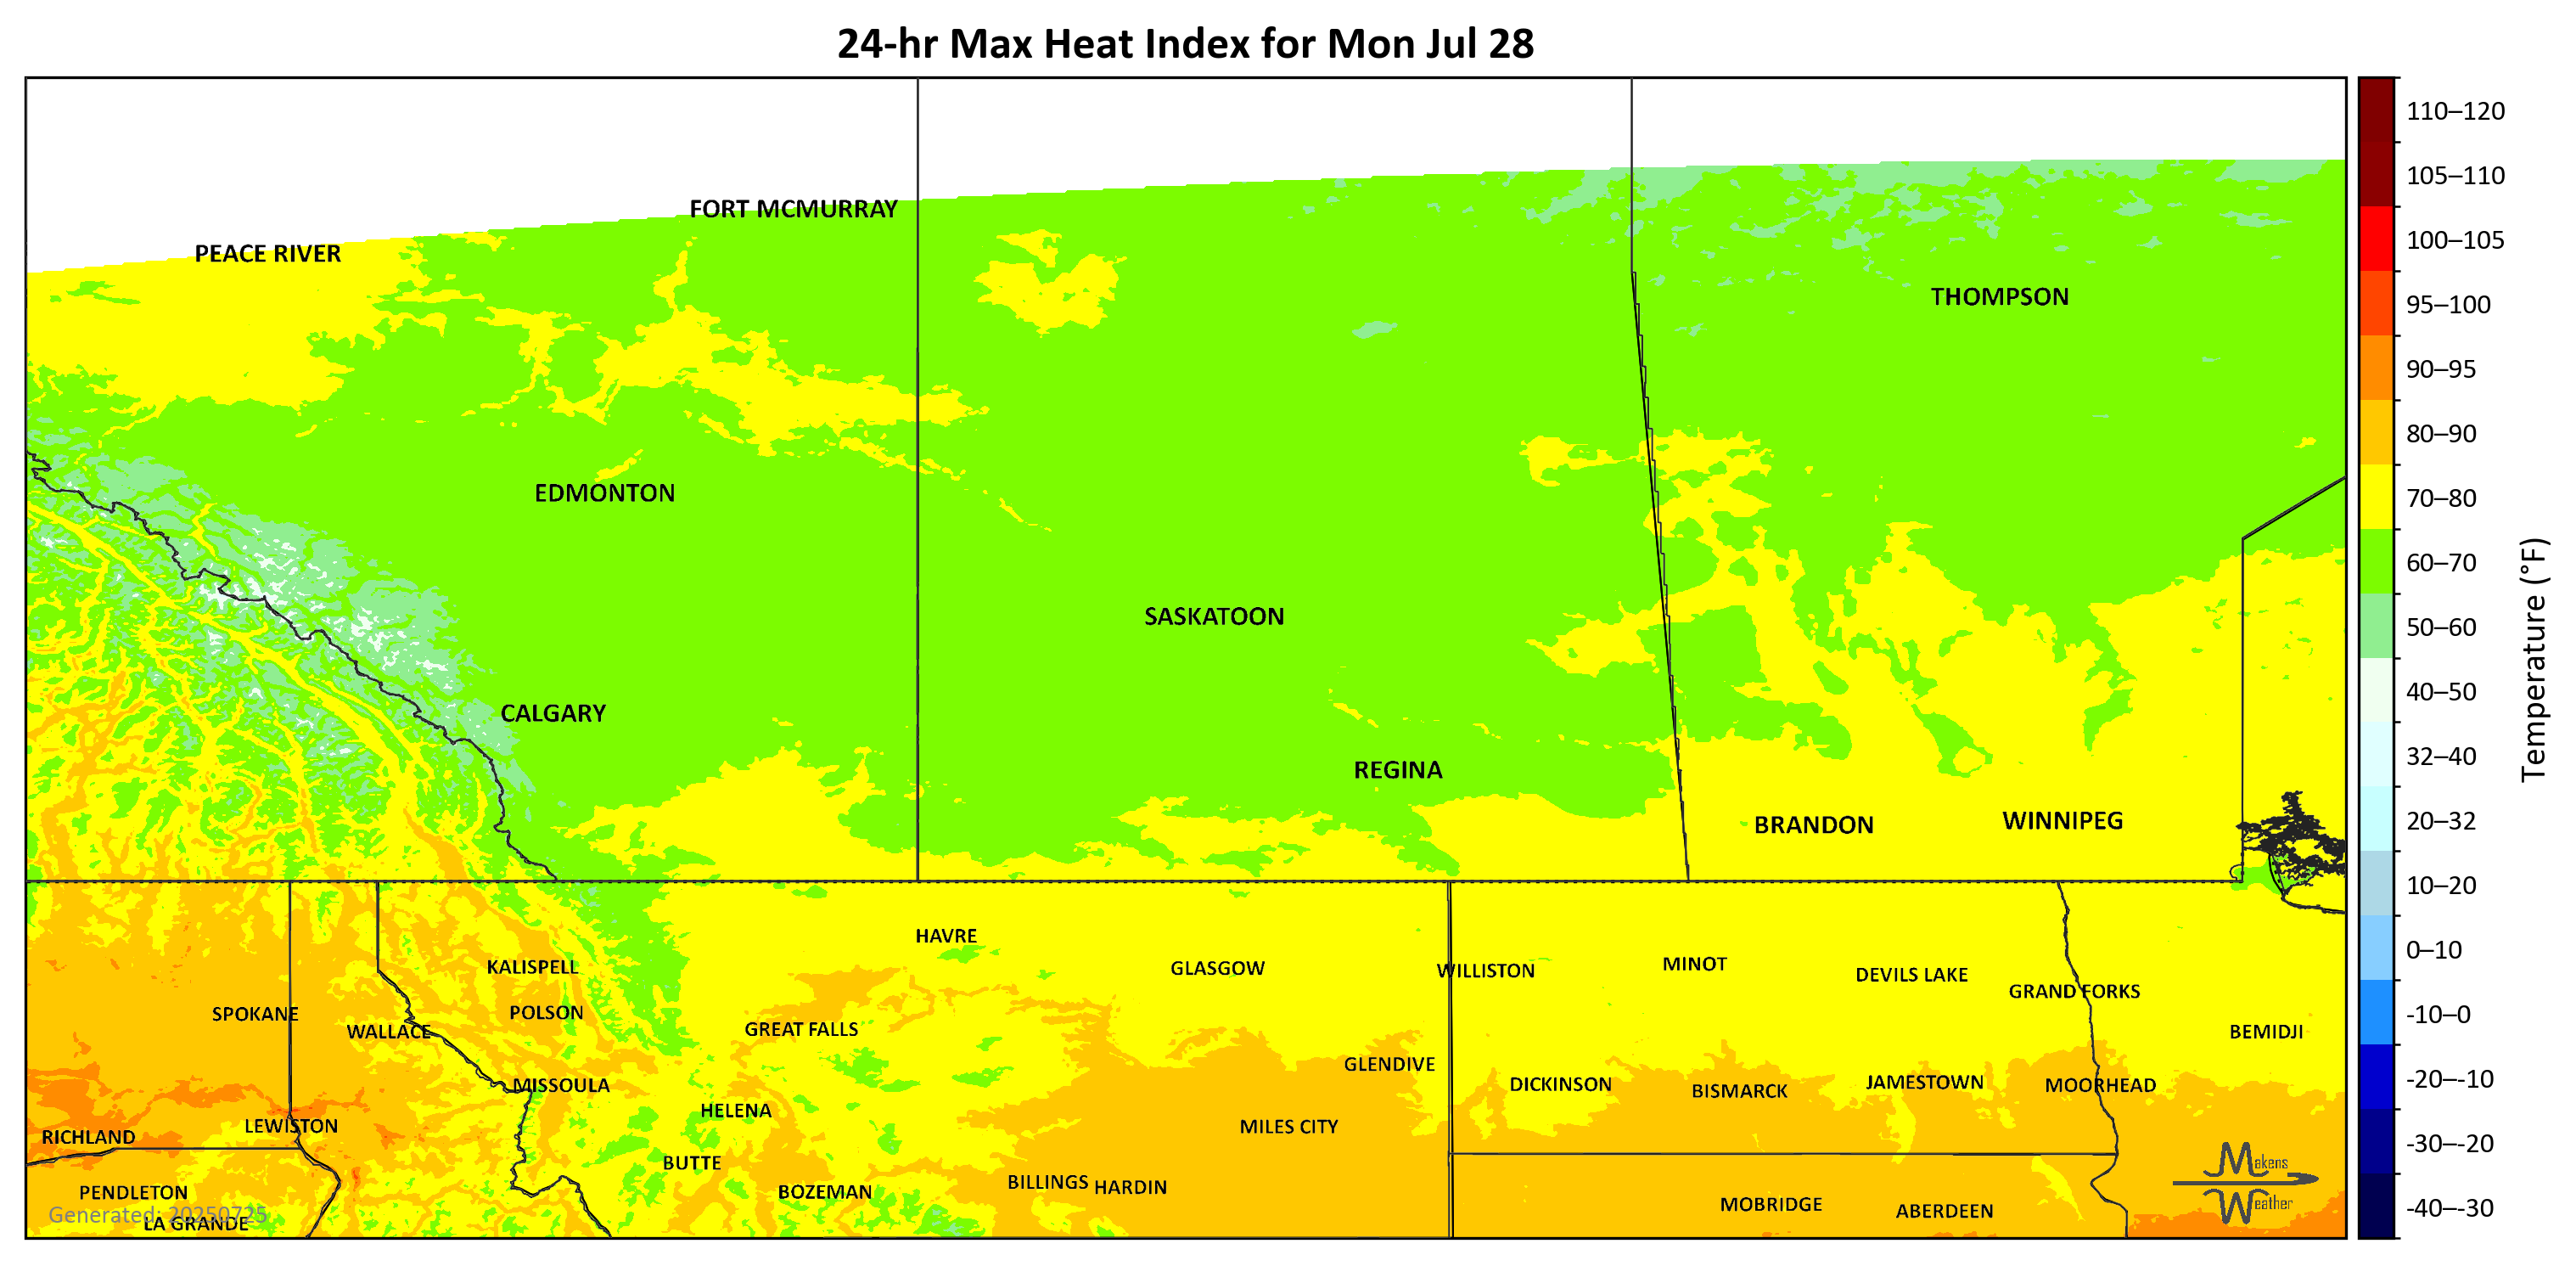 24-hr Max Heat Index for Mon Jul 28
110–120
105–110
FORT MCMURRAY
100–105
PEACE RIVER
THOMPSON
95–100
90–95
80–90
EDMONTON
70–80
60–70
SASKATOON
50–60
Temperature (°F)
40–50
CALGARY
32–40
REGINA
20–32
BRANDON
WINNIPEG
10–20
HAVRE
0–10
KALISPELL
GLASGOW
WILLISTON
MINOT
DEVILS LAKE
GRAND FORKS
SPOKANE
POLSON
-10–0
WALLACE
GREAT FALLS
BEMIDJI
GLENDIVE
-20–-10
MISSOULA
DICKINSON
BISMARCK
JAMESTOWN
MOORHEAD
HELENA
LEWISTON
MILES CITY
RICHLAND
-30–-20
BUTTE
Makens
PENDLETON
BOZEMAN
BILLINGS
HARDIN
MOBRIDGE
ABERDEEN
Weather
-40–-30
Generated: 20250725
LA GRANDE